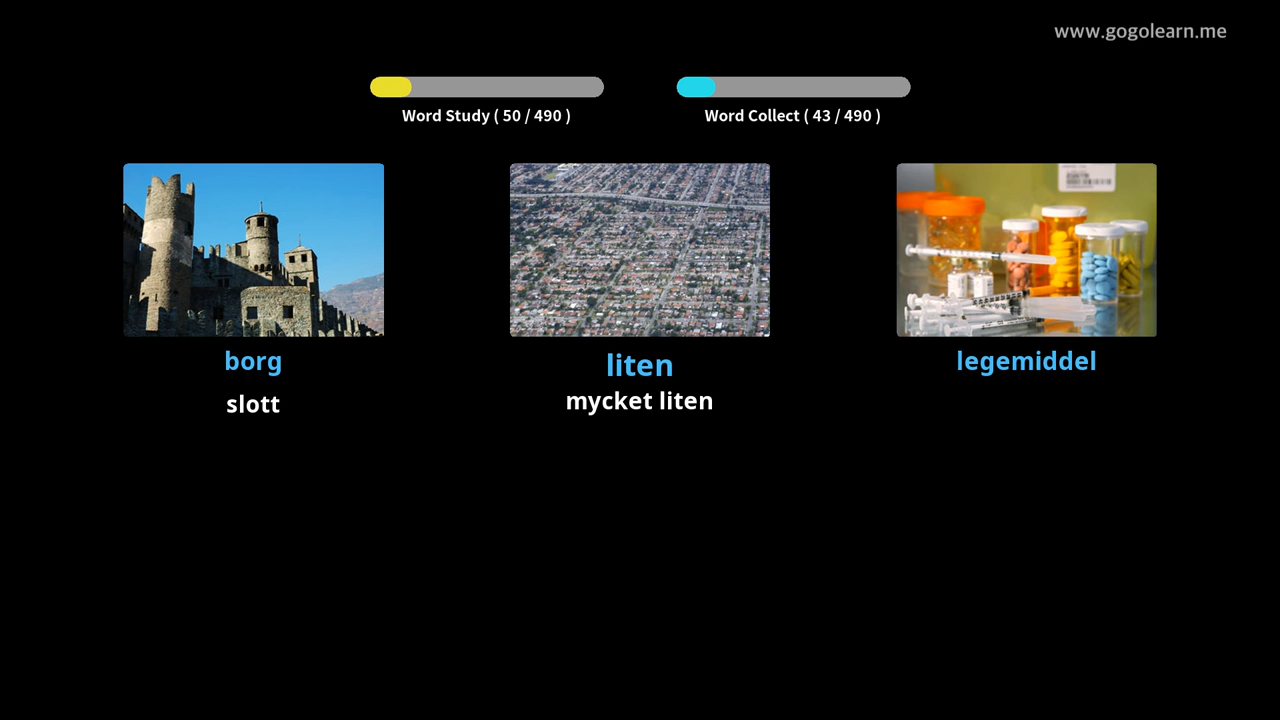 www.gogolearn.me
Word Study ( 50 / 490 )
Word Collect ( 43 / 490 )
borg
slott
liten
mycket liten
legemiddel